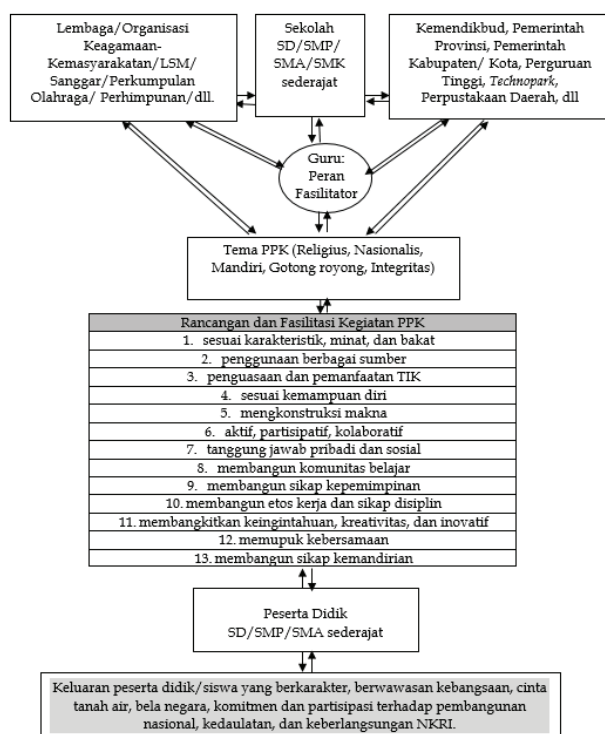 Lembaga/Organisasi
Keagamaan-
Kemasyarakatan/LSM/
Sanggar/Perkumpulan
Olahraga/ Perhimpunan/dll.
Sekolah
SD/SMP/
SMA/SMK
sederajat
Kemendikbud, Pemerintah
Provinsi, Pemerintah
Kabupaten/ Kota, Perguruan
Tinggi, Technopark,
Perpustakaan Daerah, dll
Guru:
Peran
Fasilitator
Tema PPK (Religius, Nasionalis,
Mandiri, Gotong royong, Integritas)
Rancangan dan Fasilitasi Kegiatan PPK
1. sesuai karakteristik, minat, dan bakat
2. penggunaan berbagai sumber
3. penguasaan dan pemanfaatan TIK
4. sesuai kemampuan diri
5. mengkonstruksi makna
6. aktif, partisipatif, kolaboratif
7. tanggung jawab pribadi dan sosial
8. membangun komunitas belajar
9. membangun sikap kepemimpinan
10. membangun etos kerja dan sikap disiplin
11. membangkitkan keingintahuan, kreativitas, dan inovatif
12. memupuk kebersamaan
13. membangun sikap kemandirian
Peserta Didik
SD/SMP/SMA sederajat
Keluaran peserta didik/siswa yang berkarakter, berwawasan kebangsaan, cinta
tanah air, bela negara, komitmen dan partisipasi terhadap pembangunan
nasional, kedaulatan, dan keberlangsungan NKRI.